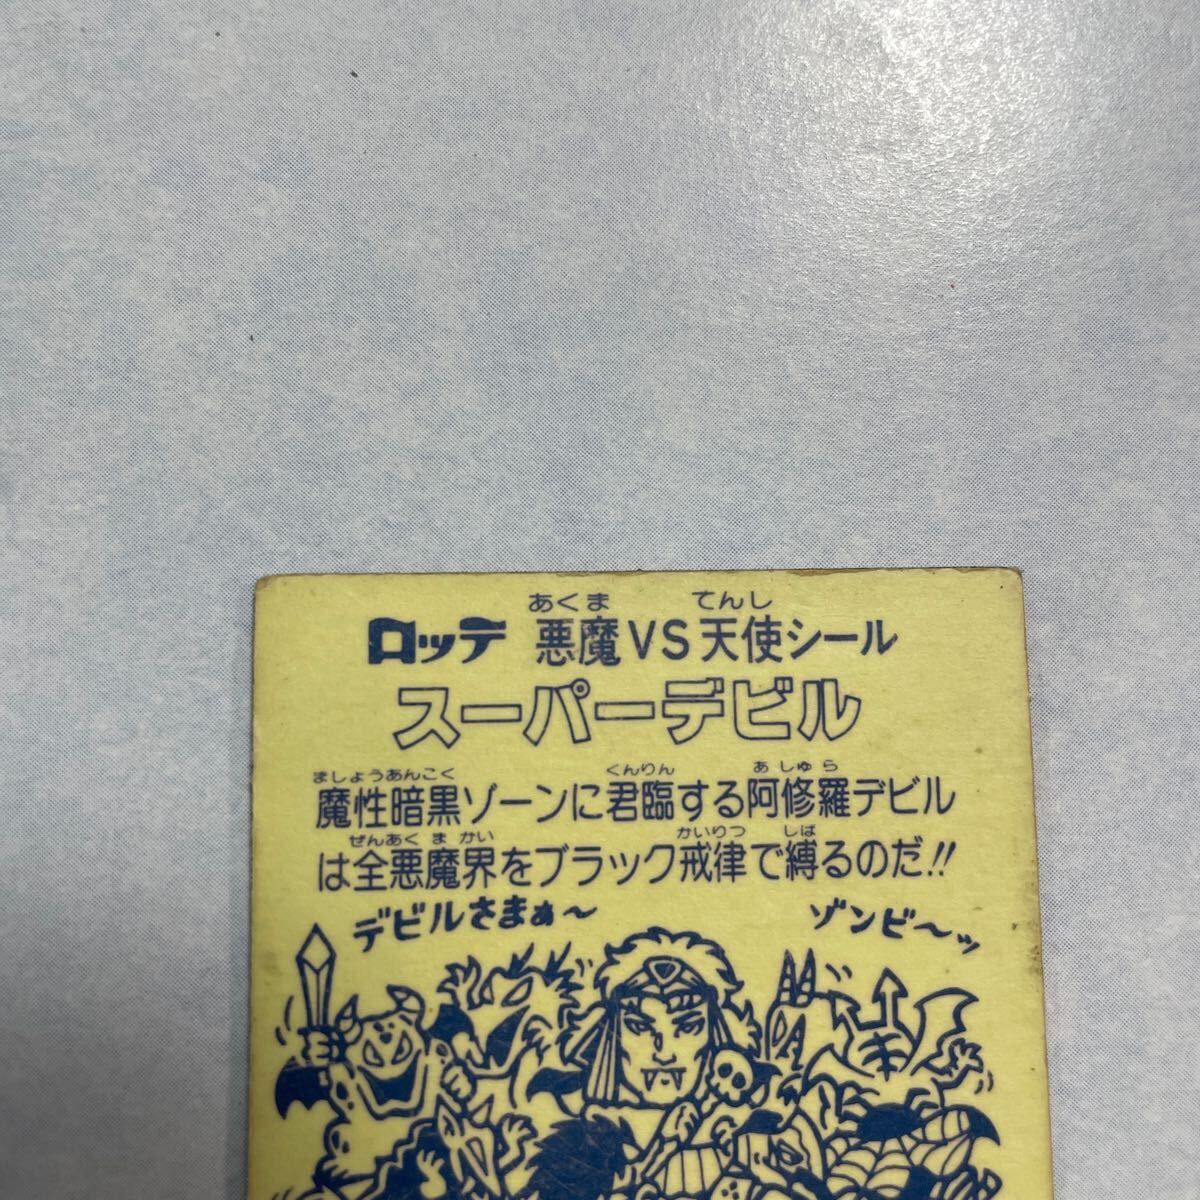 あくま てんし
ロッテ 悪魔VS天使シール
スーパーデビル
ましょうあんこく くんりん あしゅら
魔性暗黒ゾーンに君臨する阿修羅デビル
ぜんあくまかい かいりつ しば
は全悪魔界をブラック戒律で縛るのだ!!
デビルさまぁ〜 ゾンビ〜ッ